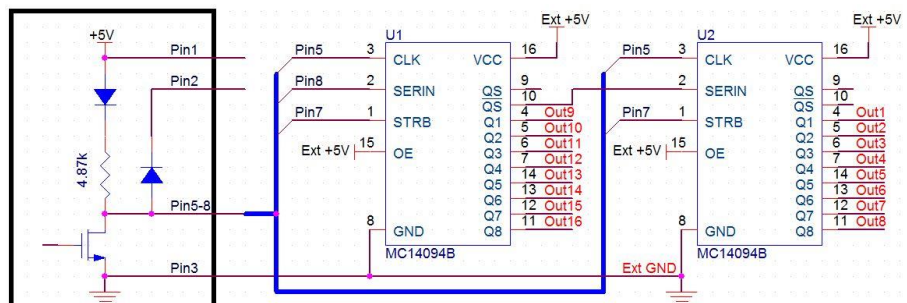 +5V
Pin1
Pin2
4.87k
Pin5-8
Pin3
U1
Ext +5V
Pin5
3
CLK
VCC
16
Pin8
2
SERIN
QS
9
QS
10
Pin7
1
STRB
Q1
4
Out9
Q2
5
Out10
Ext +5V
15
OE
Q3
6
Out11
Q4
7
Out12
Q5
14
Out13
Q6
13
Out14
Q7
12
Out15
8
GND
Q8
11
Out16
MC14094B
U2
Ext +5V
Pin5
3
CLK
VCC
16
2
SERIN
QS
9
QS
10
Pin7
1
STRB
Q1
4
Out1
Q2
5
Out2
Ext +5V
15
OE
Q3
6
Out3
Q4
7
Out4
Q5
14
Out5
Q6
13
Out6
Q7
12
Out7
8
GND
Q8
11
Out8
Ext GND
MC14094B